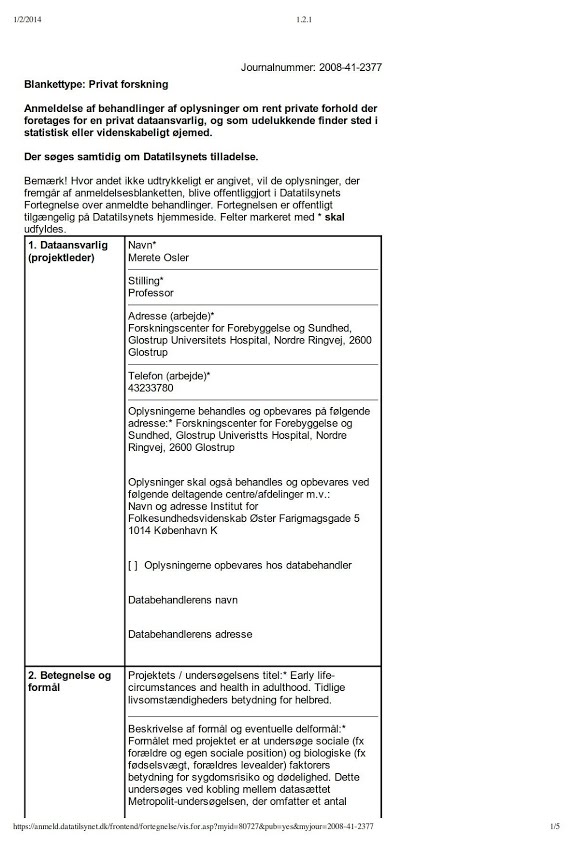 1/2/2014
1.2.1
Journalnummer: 2008-41-2377
Blankettype: Privat forskning
Anmeldelse af behandlinger af oplysninger om rent private forhold der
foretages for en privat dataansvarlig, og som udelukkende finder sted i
statistisk eller videnskabeligt øjemed.
Der søges samtidig om Datatilsynets tilladelse.
Bemærk! Hvor andet ikke udtrykkeligt er angivet, vil de oplysninger, der
fremgår af anmeldelsesblanketten, blive offentliggjort i Datatilsynets
Fortegnelse over anmeldte behandlinger. Fortegnelsen er offentligt
tilgængelig på Datatilsynets hjemmeside. Felter markeret med * skal
udfyldes.
1. Dataansvarlig
(projektleder)
Navn*
Merete Osler
Stilling*
Professor
Adresse (arbejde)*
Forskningscenter for Forebyggelse og Sundhed,
Glostrup Universitets Hospital, Nordre Ringvej, 2600
Glostrup
Telefon (arbejde)*
43233780
Oplysningerne behandles og opbevares på følgende
adresse:* Forskningscenter for Forebyggelse og
Sundhed, Glostrup Univeristts Hospital, Nordre
Ringvej, 2600 Glostrup
Oplysninger skal også behandles og opbevares ved
følgende deltagende centre/afdelinger m.v.:
Navn og adresse Institut for
Folkesundhedsvidenskab Øster Farigmagsgade 5
1014 København K
[ ] Oplysningerne opbevares hos databehandler
Databehandlerens navn
Databehandlerens adresse
2. Betegnelse og
formål
Projektets / undersøgelsens titel:* Early life-
circumstances and health in adulthood. Tidlige
livsomstændigheders betydning for helbred.
Beskrivelse af formål og eventuelle delformål:*
Formålet med projektet er at undersøge sociale (fx
forældre og egen sociale position) og biologiske (fx
fødselsvægt, forældres levealder) faktorers
betydning for sygdomsrisiko og dødelighed. Dette
undersøges ved kobling mellem datasættet
Metropolit-undersøgelsen, der omfatter et antal
https://anmeld.datatilsynet.dk/frontend/fortegnelse/vis.for.asp?myid=80727&pub=yes&myjour=2008-41-2377
1/5